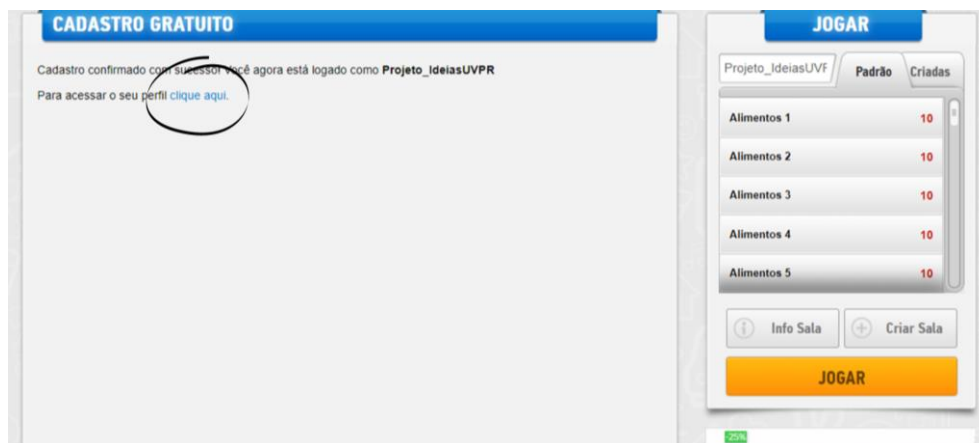 CADASTRO GRATUITO
Cadastro confirmado com sucesso! Você agora está logado como Projeto_IdeiasUVPR
Para acessar o seu perfil clique aqui.
JOGAR
Projeto_IdeiasUVF
Padrão
Criadas
Alimentos 1 10
Alimentos 2 10
Alimentos 3 10
Alimentos 4 10
Alimentos 5 10
Info Sala
Criar Sala
JOGAR
-25%